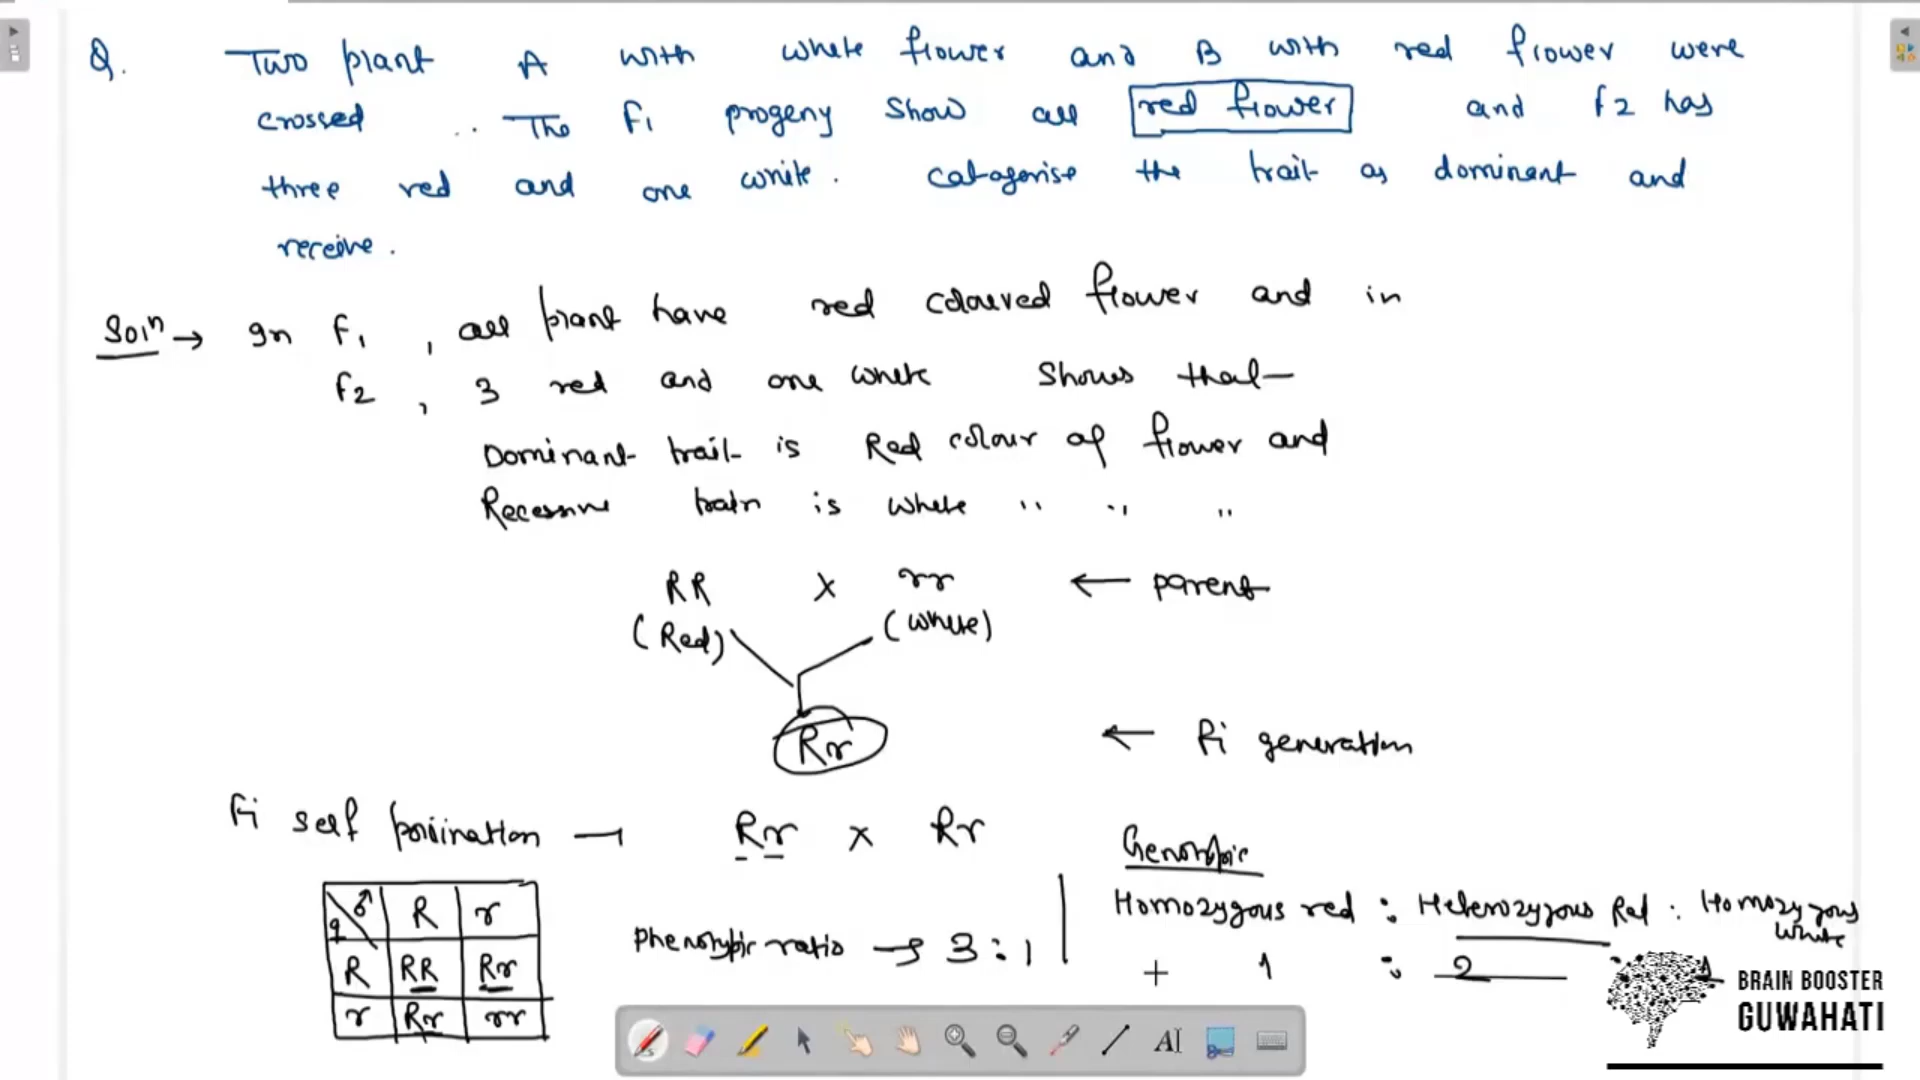 Q. Two plant A with white flower and B with red flower were
crossed .. The F1 progeny show all red flower and f2 has
three red and one white. catagorise the trait as dominant and
receive.
Soln → In F1, all plant have red coloured flower and in
F2, 3 red and one white shows that
Dominant trait is Red colour of flower and
Recessive is white " " "
RR X rr ← parent
(Red) (white)
Rr ← F1 generation
F1 self pollination → Rr x Rr
Genotypic
♂ R r
♀
Homozygous red : Heterozygous Red : Homozygous
white
Phenotypic ratio → 3:1
R RR Rr
+ 1 : 2 : 1
r Rr rr
BRAIN BOOSTER
GUWAHATI
AI